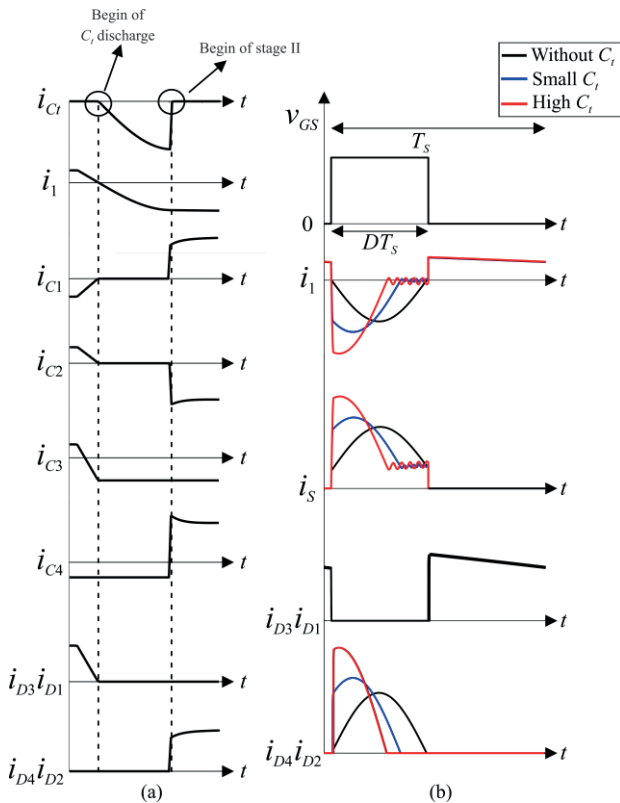 Begin of
C_t discharge
Begin of stage II
i_Ct
t
i_1
t
i_C1
t
i_C2
t
i_C3
t
i_C4
t
i_D3 i_D1
t
i_D4 i_D2
t
(a)
Without C_t
Small C_t
High C_t
v_GS
T_S
0
t
DT_S
i_1
t
i_S
t
i_D3 i_D1
t
i_D4 i_D2
t
(b)